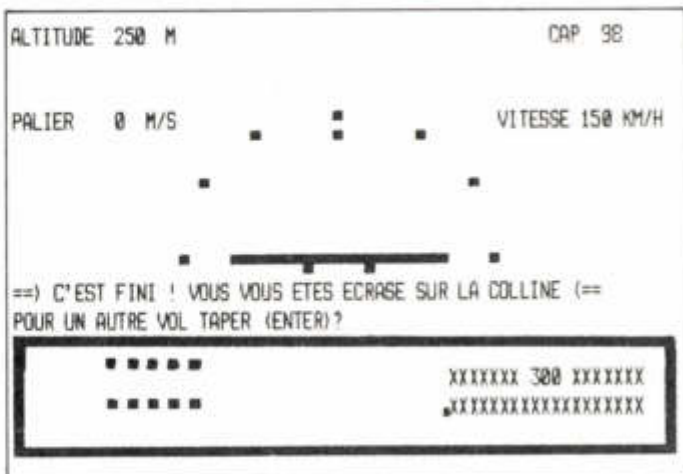 ALTITUDE 250 M CAP 98
PALIER 0 M/S VITESSE 150 KM/H
==) C'EST FINI ! VOUS VOUS ETES ECRASE SUR LA COLLINE (==
POUR UN AUTRE VOL TAPER (ENTER)?
XXXXXXX 300 XXXXXXX
XXXXXXXXXXXXXXXXXXX